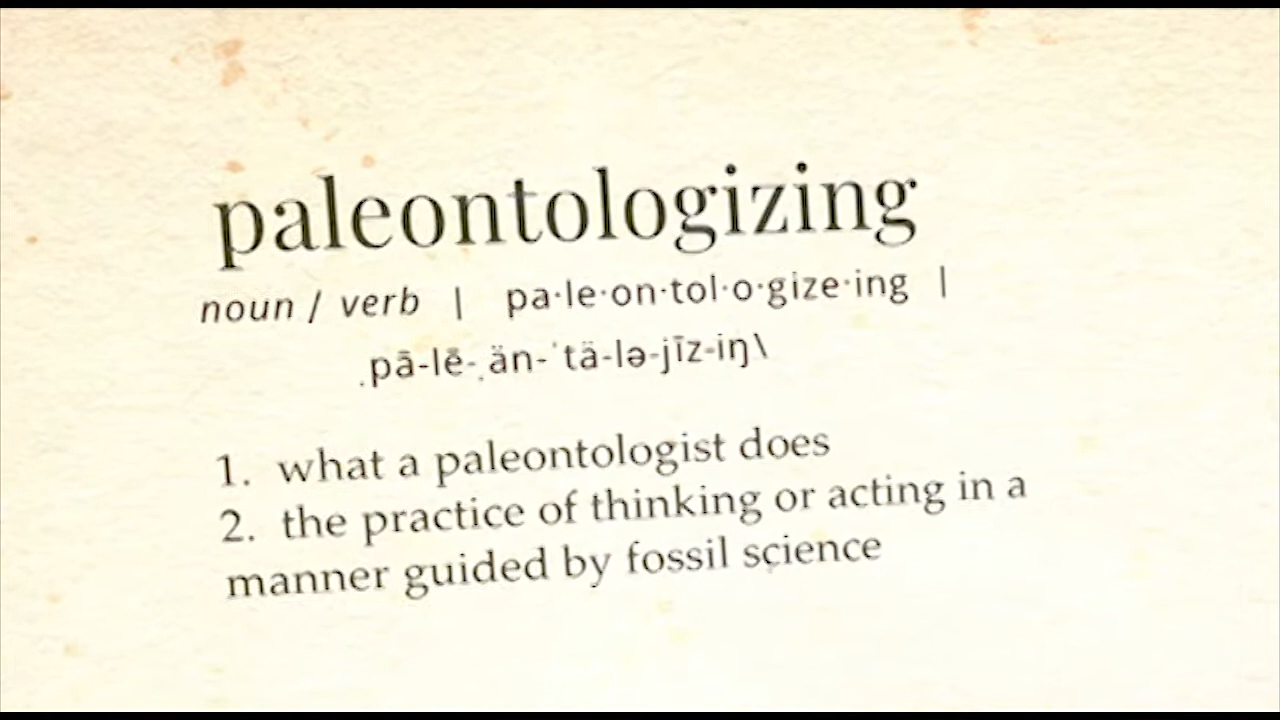 paleontologizing
noun / verb | pa·le·on·tol·o·gize·ing |
ˌpā-lē-ˌän-ˈtä-lə-jīz-iŋ\
1. what a paleontologist does
2. the practice of thinking or acting in a
manner guided by fossil science